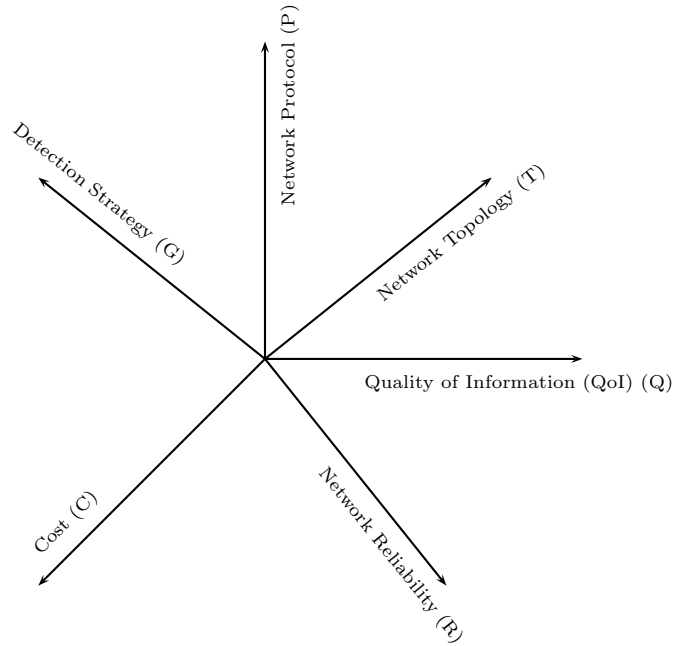 Network Protocol (P)
Detection Strategy (G)
Network Topology (T)
Quality of Information (QoI) (Q)
Cost (C)
Network Reliability (R)